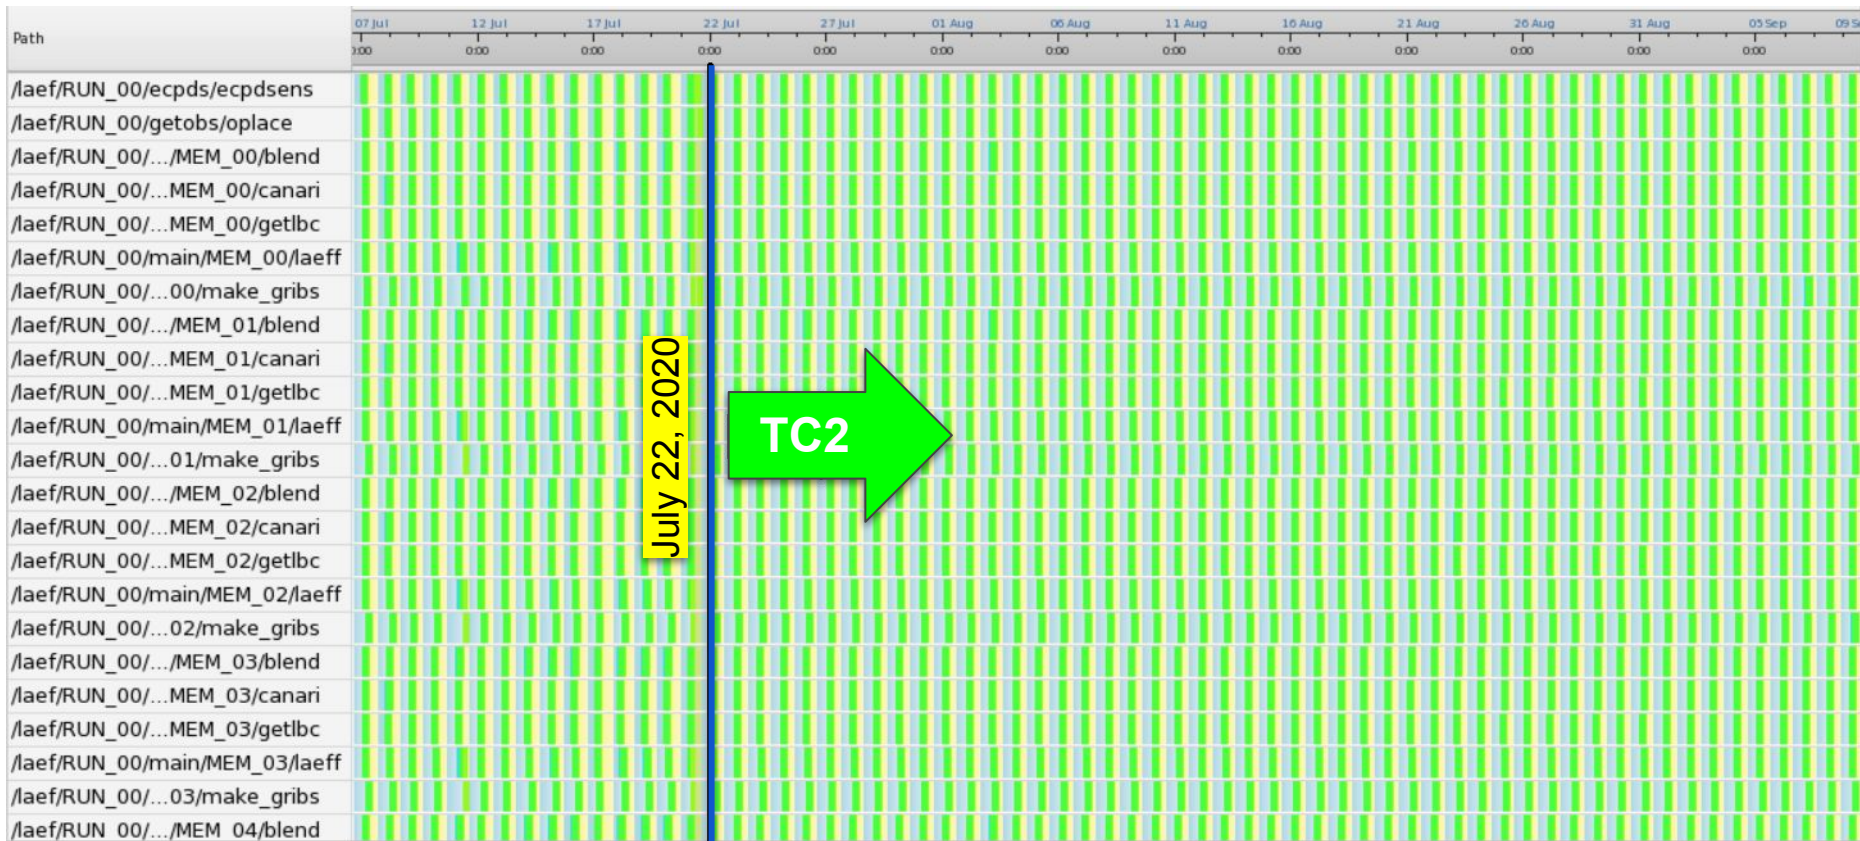 07 Jul 12 Jul 17 Jul 22 Jul 27 Jul 01 Aug 06 Aug 11 Aug 16 Aug 21 Aug 26 Aug 31 Aug 05 Sep
Path
0:00 0:00 0:00 0:00 0:00 0:00 0:00 0:00 0:00 0:00 0:00 0:00
/laef/RUN_00/ecpds/ecpdsens
/laef/RUN_00/getobs/oplace
/laef/RUN_00/.../MEM_00/blend
/laef/RUN_00/...MEM_00/canari
/laef/RUN_00/...MEM_00/getlbc
/laef/RUN_00/main/MEM_00/laeff
/laef/RUN_00/...00/make_gribs
/laef/RUN_00/.../MEM_01/blend
/laef/RUN_00/...MEM_01/canari
/laef/RUN_00/...MEM_01/getlbc
/laef/RUN_00/main/MEM_01/laeff
/laef/RUN_00/...01/make_gribs
/laef/RUN_00/.../MEM_02/blend
/laef/RUN_00/...MEM_02/canari
/laef/RUN_00/...MEM_02/getlbc
/laef/RUN_00/main/MEM_02/laeff
/laef/RUN_00/...02/make_gribs
/laef/RUN_00/.../MEM_03/blend
/laef/RUN_00/...MEM_03/canari
/laef/RUN_00/...MEM_03/getlbc
/laef/RUN_00/main/MEM_03/laeff
/laef/RUN_00/...03/make_gribs
/laef/RUN_00/.../MEM_04/blend
July 22, 2020
TC2